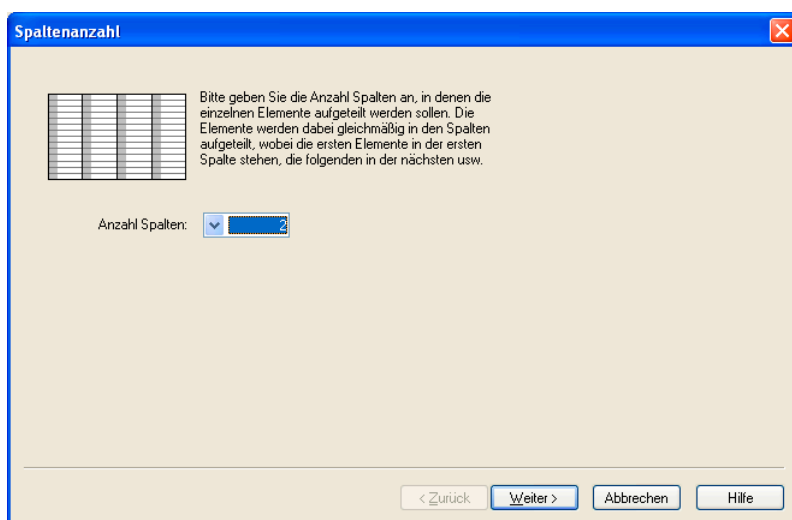 Spaltenanzahl
Bitte geben Sie die Anzahl Spalten an, in denen die
einzelnen Elemente aufgeteilt werden sollen. Die
Elemente werden dabei gleichmäßig in den Spalten
aufgeteilt, wobei die ersten Elemente in der ersten
Spalte stehen, die folgenden in der nächsten usw.
Anzahl Spalten: 2
< Zurück Weiter > Abbrechen Hilfe